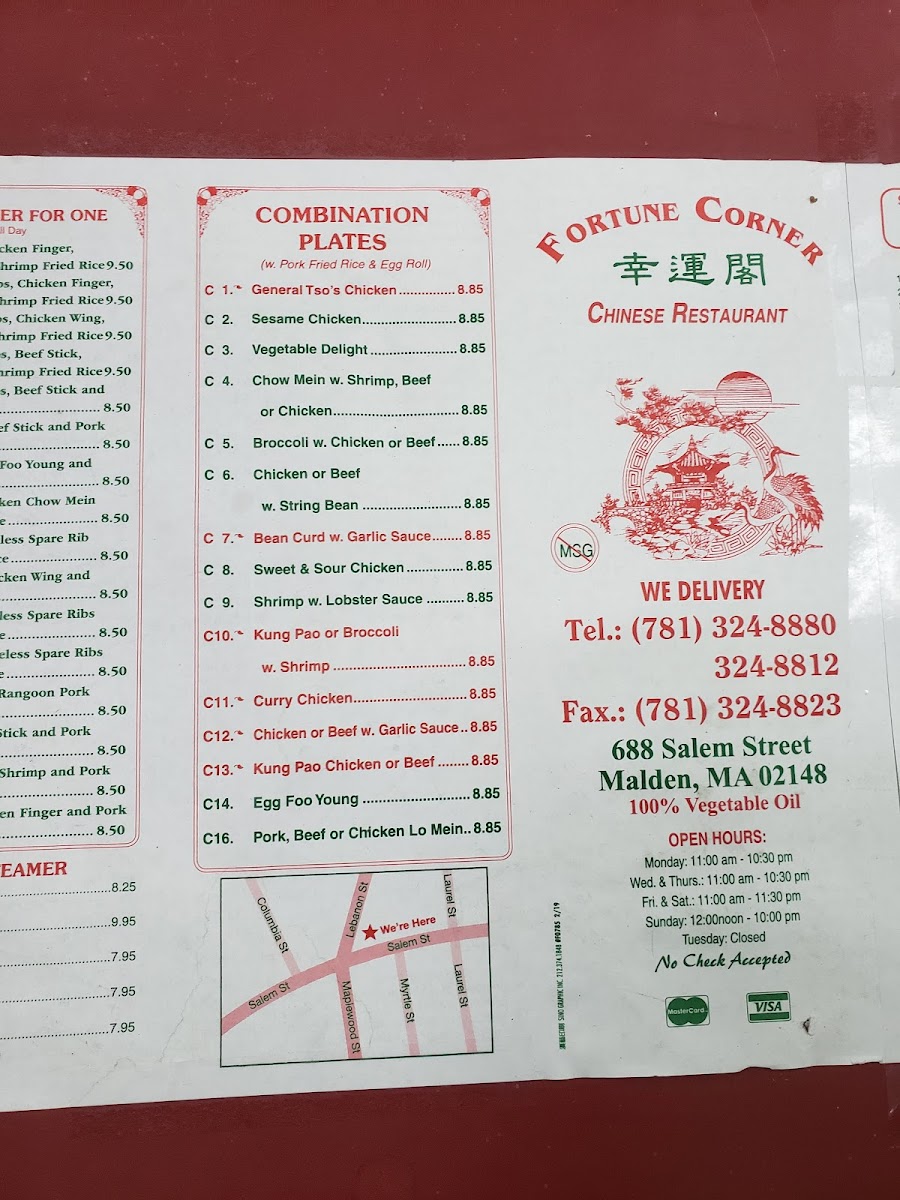 ER FOR ONE
ll Day
cken Finger,
hrimp Fried Rice 9.50
bs, Chicken Finger,
hrimp Fried Rice 9.50
bs, Chicken Wing,
hrimp Fried Rice 9.50
s, Beef Stick,
hrimp Fried Rice 9.50
s, Beef Stick and
8.50
ef Stick and Pork
8.50
Foo Young and
8.50
ken Chow Mein
e 8.50
less Spare Rib
ce 8.50
cken Wing and
8.50
less Spare Ribs
e 8.50
eless Spare Ribs
e 8.50
Rangoon Pork
8.50
Stick and Pork
8.50
Shrimp and Pork
8.50
en Finger and Pork
8.50
EAMER
8.25
9.95
7.95
7.95
7.95
COMBINATION
PLATES
(w. Pork Fried Rice & Egg Roll)
C 1. General Tso's Chicken 8.85
C 2. Sesame Chicken 8.85
C 3. Vegetable Delight 8.85
C 4. Chow Mein w. Shrimp, Beef
or Chicken 8.85
C 5. Broccoli w. Chicken or Beef 8.85
C 6. Chicken or Beef
w. String Bean 8.85
C 7. Bean Curd w. Garlic Sauce 8.85
C 8. Sweet & Sour Chicken 8.85
C 9. Shrimp w. Lobster Sauce 8.85
C10. Kung Pao or Broccoli
w. Shrimp 8.85
C11. Curry Chicken 8.85
C12. Chicken or Beef w. Garlic Sauce 8.85
C13. Kung Pao Chicken or Beef 8.85
C14. Egg Foo Young 8.85
C16. Pork, Beef or Chicken Lo Mein 8.85
Columbia St
Lebanon St
Laurel St
We're Here
Salem St
Salem St
Maplewood St
Myrtle St
Laurel St
FORTUNE CORNER
幸運閣
CHINESE RESTAURANT
MSG
WE DELIVERY
Tel.: (781) 324-8880
324-8812
Fax.: (781) 324-8823
688 Salem Street
Malden, MA 02148
100% Vegetable Oil
OPEN HOURS:
Monday: 11:00 am - 10:30 pm
Wed. & Thurs.: 11:00 am - 10:30 pm
Fri. & Sat.: 11:00 am - 11:30 pm
Sunday: 12:00noon - 10:00 pm
Tuesday: Closed
No Check Accepted
MasterCard
VISA